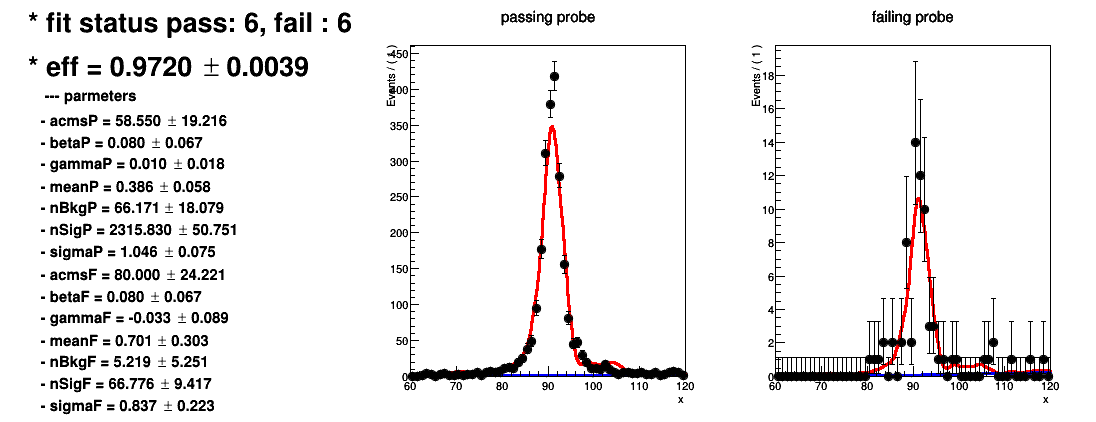 * fit status pass: 6, fail : 6
* eff = 0.9720 ± 0.0039
--- parmeters
- acmsP = 58.550 ± 19.216
- betaP = 0.080 ± 0.067
- gammaP = 0.010 ± 0.018
- meanP = 0.386 ± 0.058
- nBkgP = 66.171 ± 18.079
- nSigP = 2315.830 ± 50.751
- sigmaP = 1.046 ± 0.075
- acmsF = 80.000 ± 24.221
- betaF = 0.080 ± 0.067
- gammaF = -0.033 ± 0.089
- meanF = 0.701 ± 0.303
- nBkgF = 5.219 ± 5.251
- nSigF = 66.776 ± 9.417
- sigmaF = 0.837 ± 0.223
passing probe
Events / ( 1 )
450
400
350
300
250
200
150
100
50
0
60 70 80 90 100 110 120
x
failing probe
Events / ( 1 )
18
16
14
12
10
8
6
4
2
0
60 70 80 90 100 110 120
x